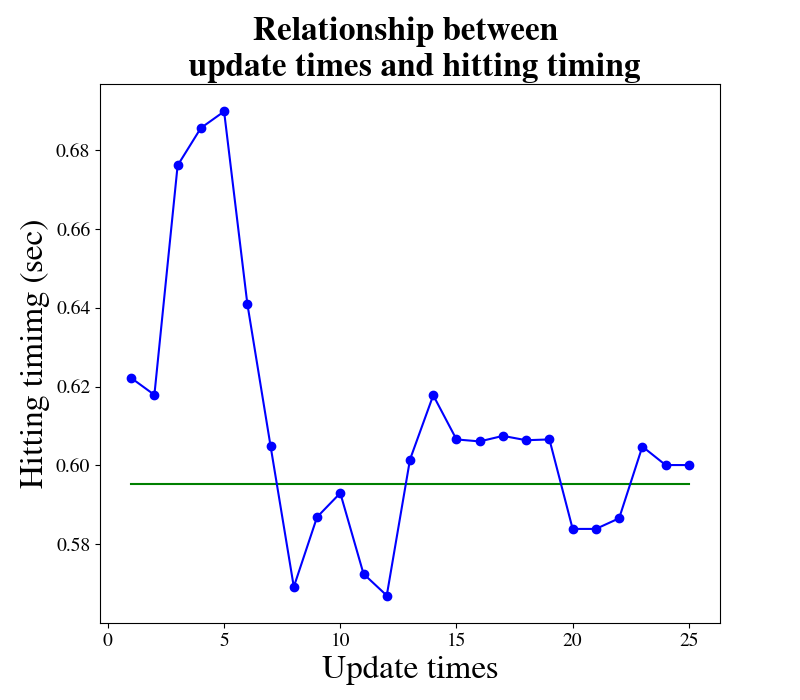 Relationship between
update times and hitting timing
Hitting timimg (sec)
0.68
0.66
0.64
0.62
0.60
0.58
0 5 10 15 20 25
Update times